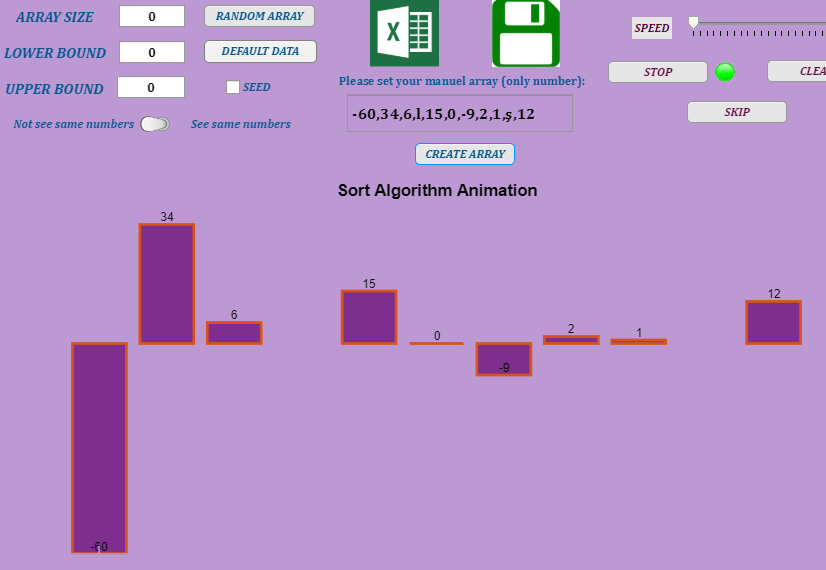 ARRAY SIZE 0 RANDOM ARRAY
LOWER BOUND 0 DEFAULT DATA
UPPER BOUND 0 SEED
Not see same numbers See same numbers
X
Please set your manuel array (only number):
-60,34,6,l,15,0,-9,2,1,ş,12
CREATE ARRAY
SPEED
STOP CLEA
SKIP
Sort Algorithm Animation
34
6
15
0
2
1
12
-9
-60